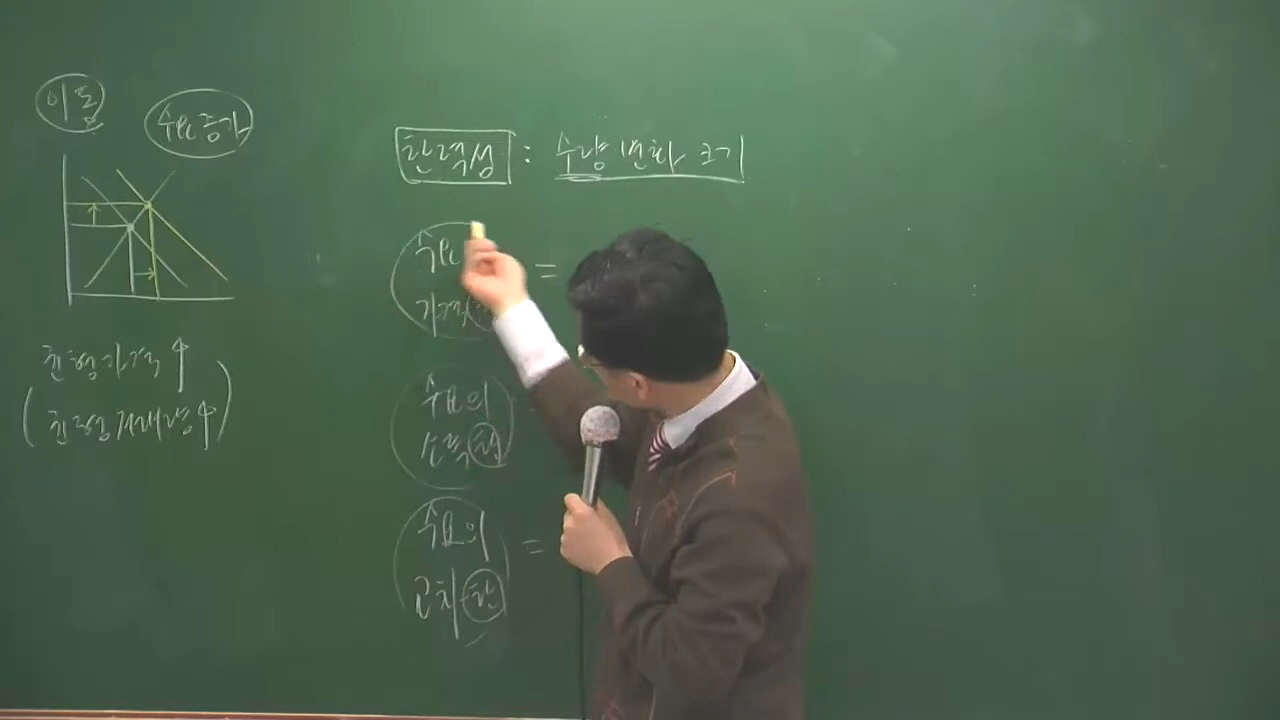 이동
수요증가
균형가격↑
(균형거래량↑)
탄력성 : 수량 변화 크기
수요
가격
=
수요의
소득탄
수요의
교차탄
=